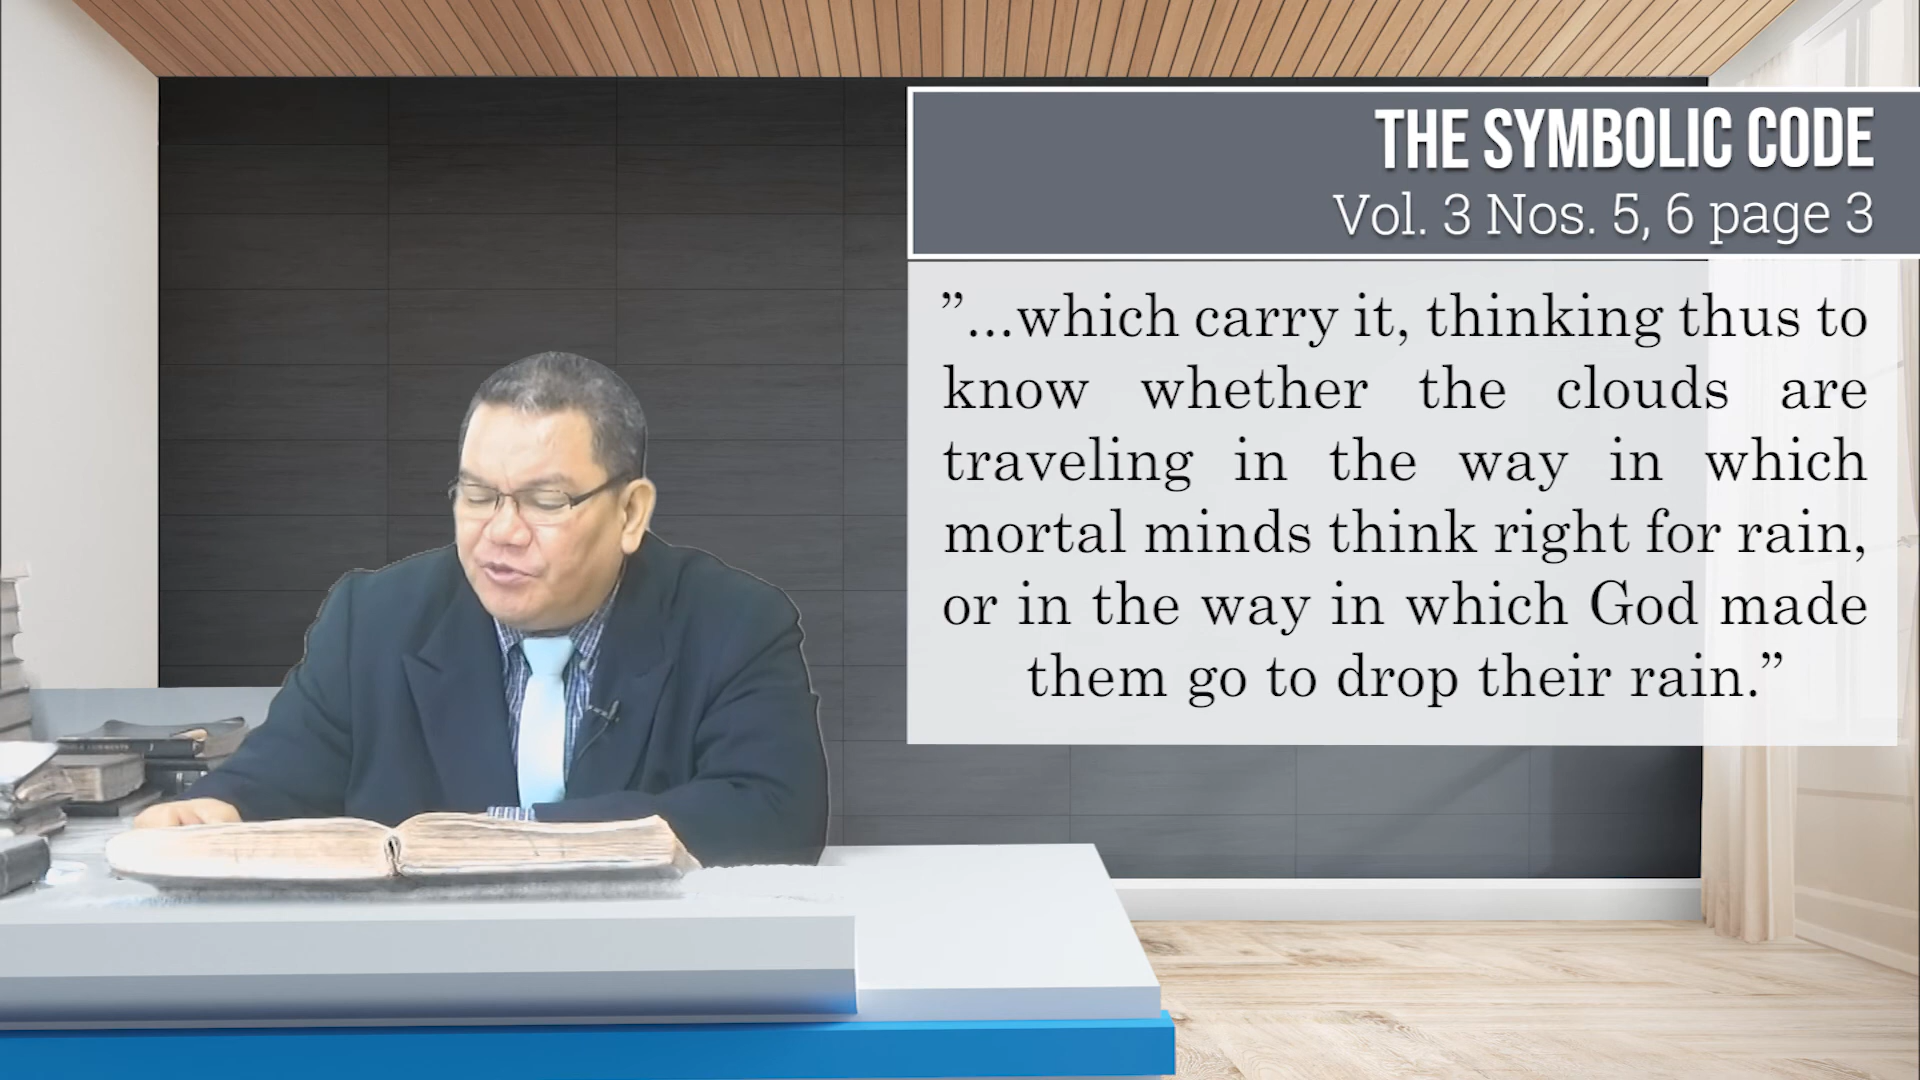 THE SYMBOLIC CODE
Vol. 3 Nos. 5, 6 page 3
”...which carry it, thinking thus to
know whether the clouds are
traveling in the way in which
mortal minds think right for rain,
or in the way in which God made
them go to drop their rain.”